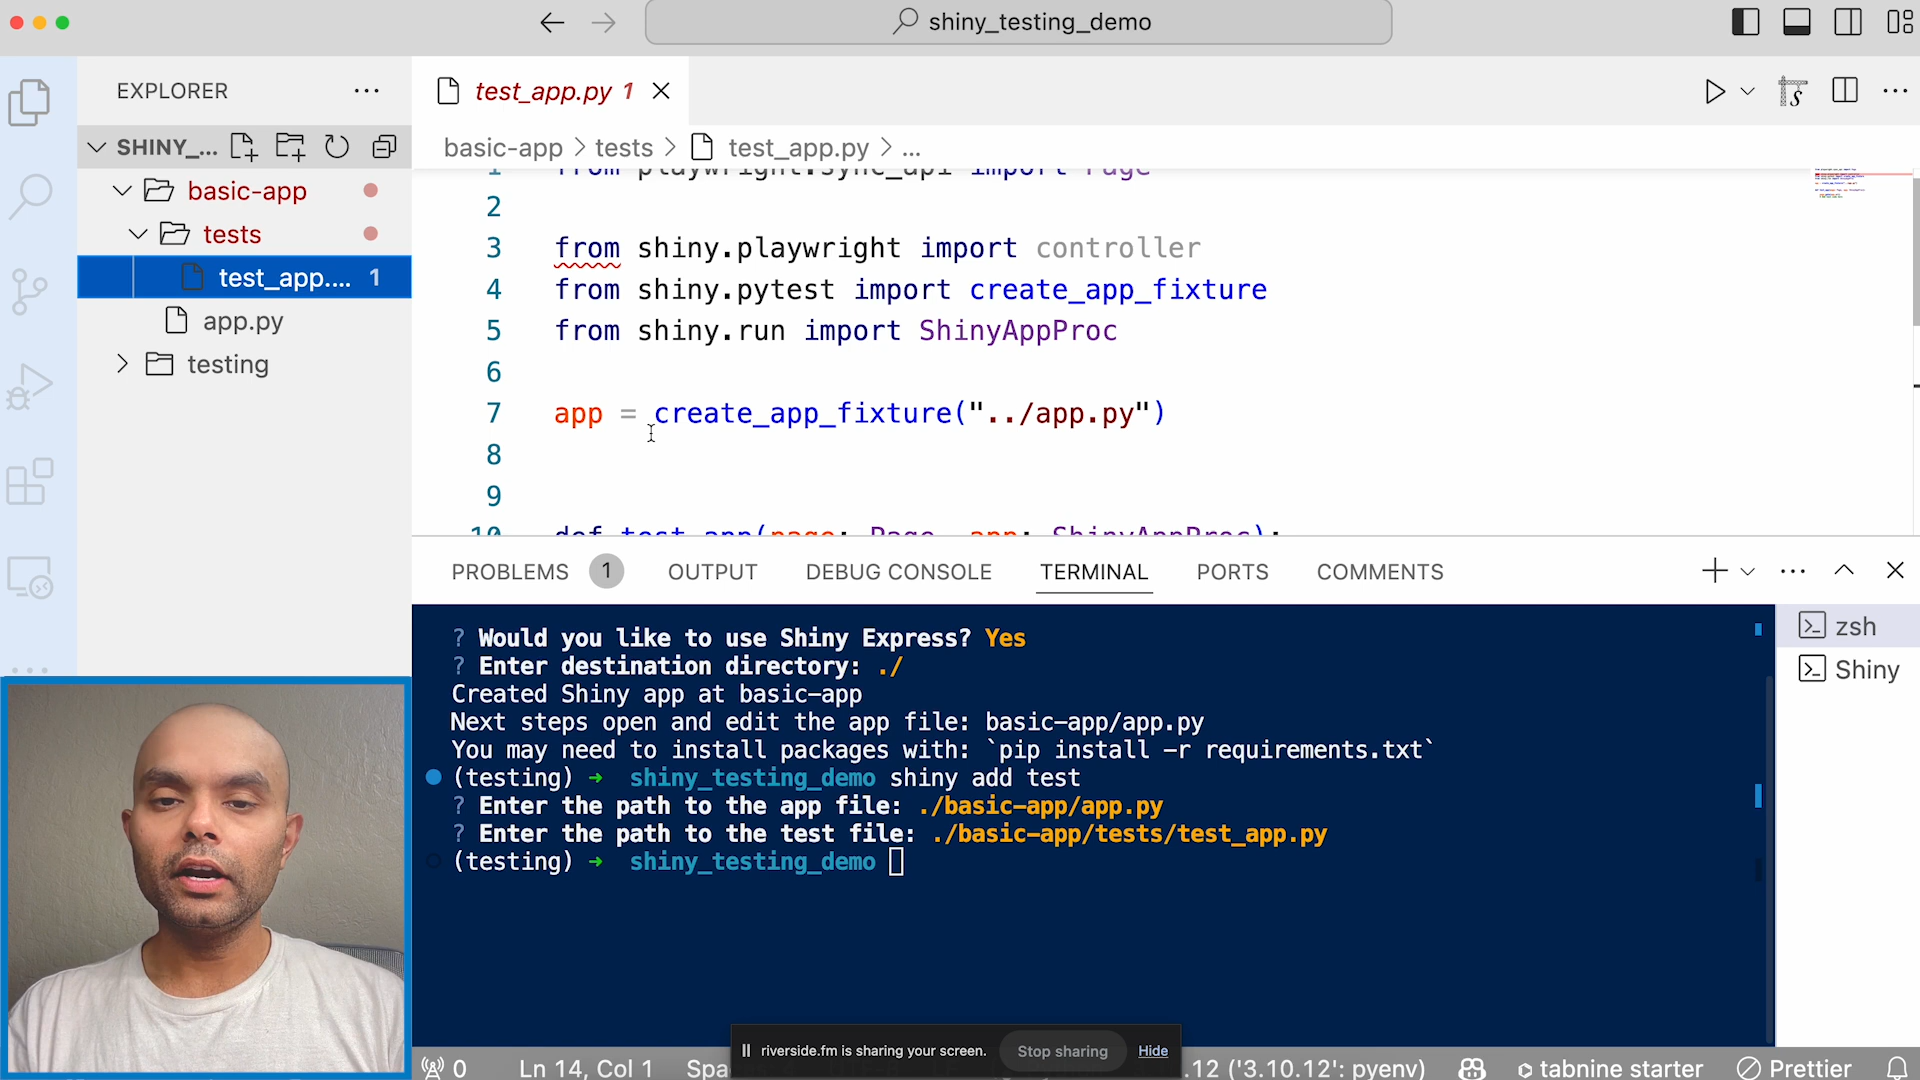 shiny_testing_demo
EXPLORER
test_app.py 1
SHINY_...
basic-app > tests > test_app.py > ...
basic-app
tests
test_app.... 1
app.py
testing
1 from playwright.sync_api import Page
2
3 from shiny.playwright import controller
4 from shiny.pytest import create_app_fixture
5 from shiny.run import ShinyAppProc
6
7 app = create_app_fixture("../app.py")
8
9
10 def test_app(page: Page, app: ShinyAppProc):
PROBLEMS 1 OUTPUT DEBUG CONSOLE TERMINAL PORTS COMMENTS
? Would you like to use Shiny Express? Yes
? Enter destination directory: ./
Created Shiny app at basic-app
Next steps open and edit the app file: basic-app/app.py
You may need to install packages with: `pip install -r requirements.txt`
(testing) → shiny_testing_demo shiny add test
? Enter the path to the app file: ./basic-app/app.py
? Enter the path to the test file: ./basic-app/tests/test_app.py
(testing) → shiny_testing_demo
zsh
Shiny
riverside.fm is sharing your screen. Stop sharing Hide
0 Ln 14, Col 1 Spa .12 ('3.10.12': pyenv) tabnine starter Prettier